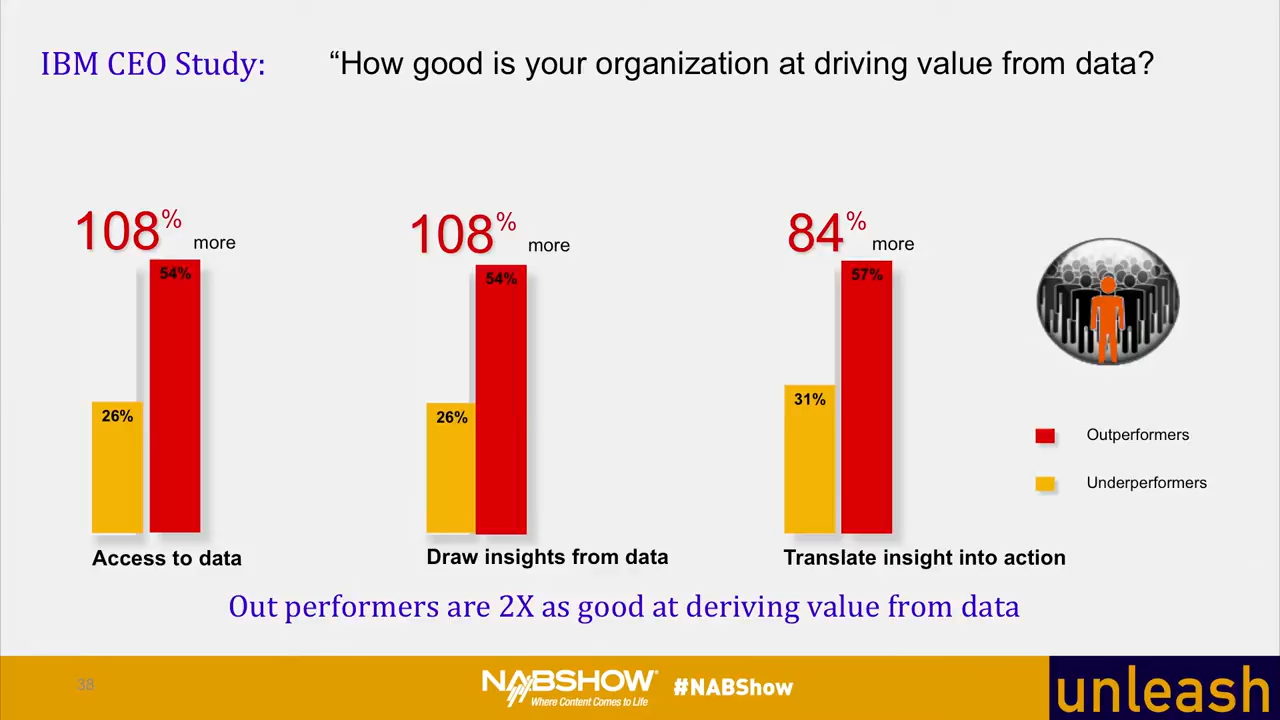 IBM CEO Study: “How good is your organization at driving value from data?
108% more
108% more
84% more
54%
54%
57%
26%
26%
31%
Outperformers
Underperformers
Access to data
Draw insights from data
Translate insight into action
Out performers are 2X as good at deriving value from data
38
NABSHOW®
Where Content Comes to Life
#NABShow
unleash